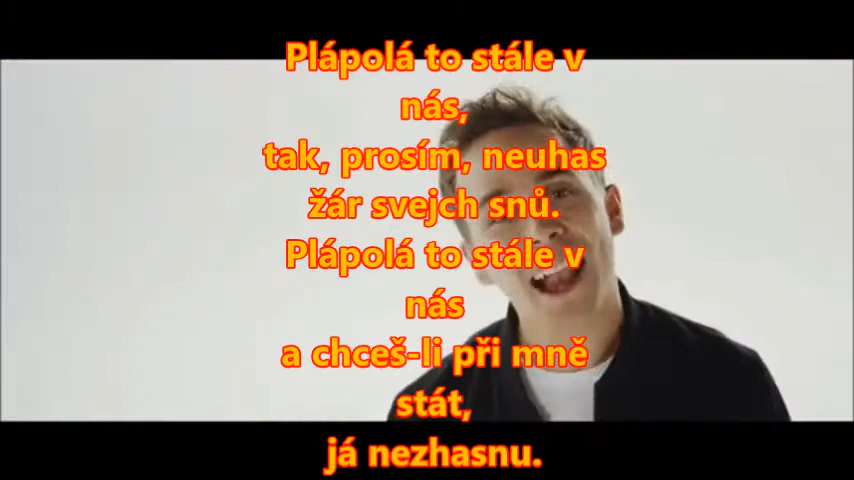 Plápolá to stále v
nás,
tak, prosím, neuhas
žár svejch snů.
Plápolá to stále v
nás
a chceš-li při mně
stát,
já nezhasnu.